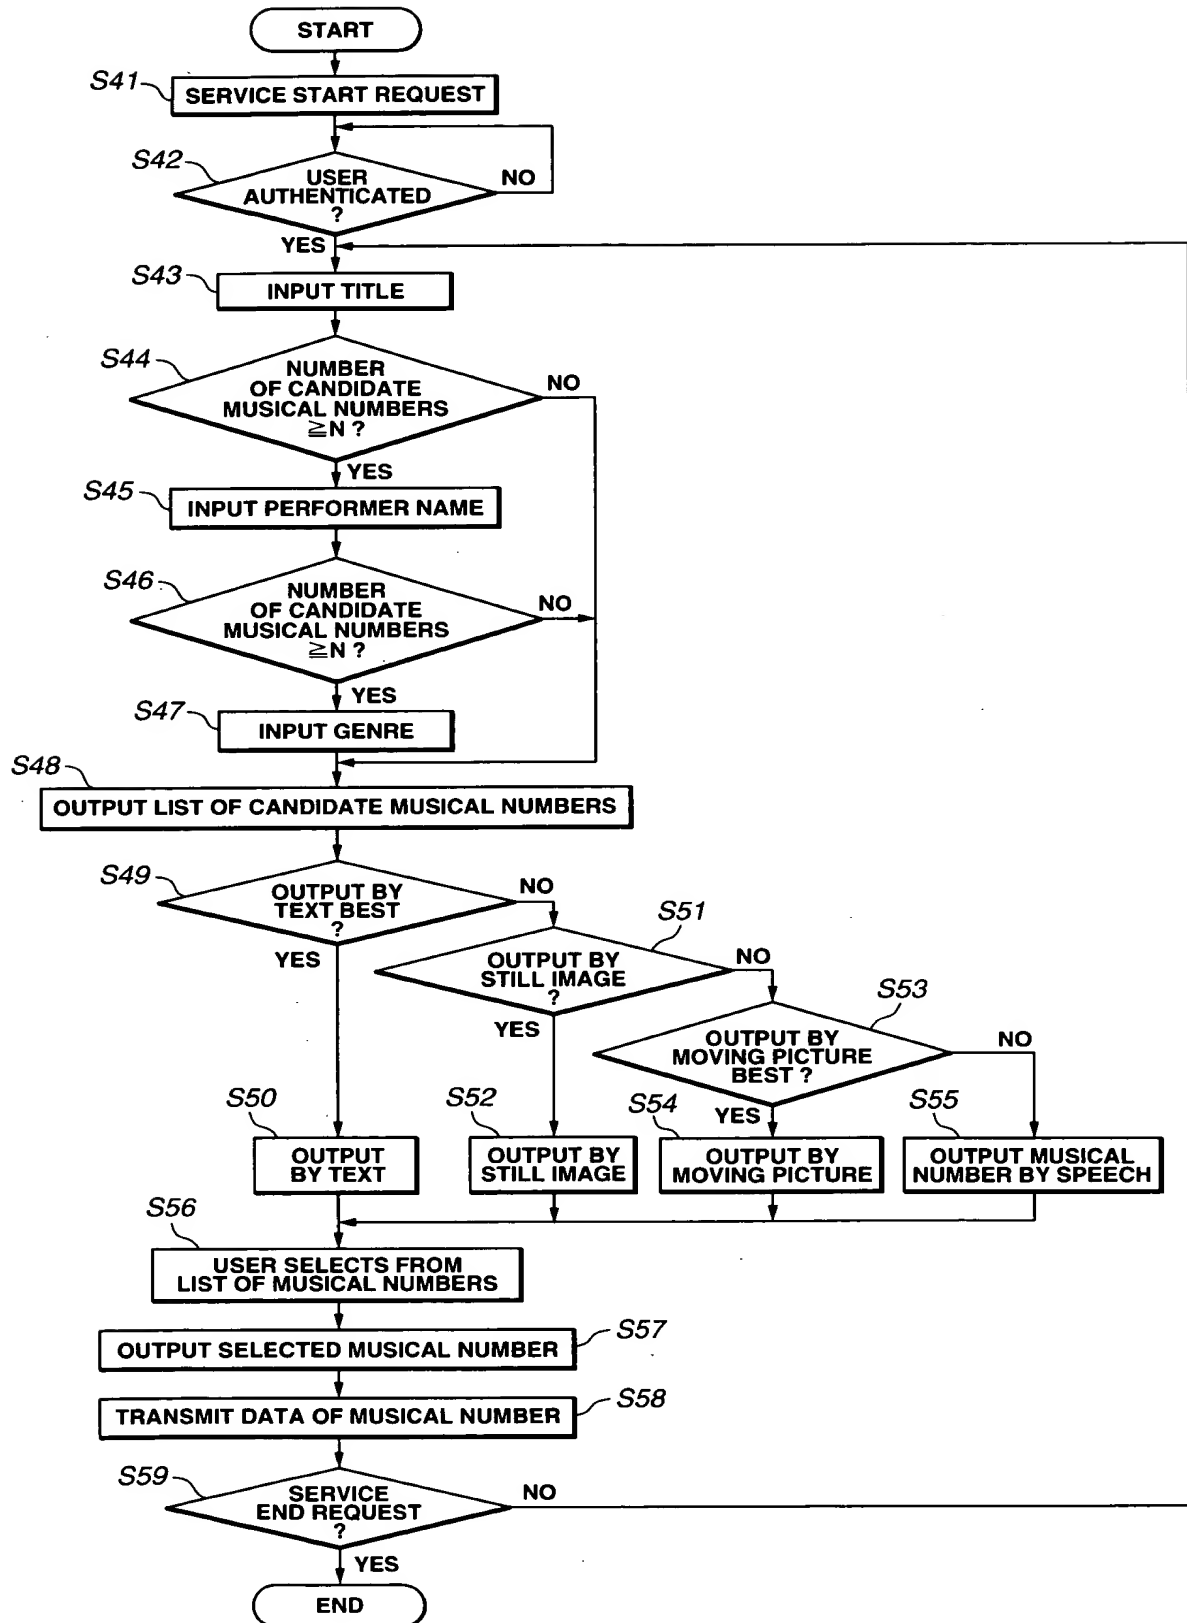 START
S41
SERVICE START REQUEST
S42
USER
AUTHENTICATED
?
NO
YES
S43
INPUT TITLE
S44
NUMBER
OF CANDIDATE
MUSICAL NUMBERS
≧N ?
NO
YES
S45
INPUT PERFORMER NAME
S46
NUMBER
OF CANDIDATE
MUSICAL NUMBERS
≧N ?
NO
YES
S47
INPUT GENRE
S48
OUTPUT LIST OF CANDIDATE MUSICAL NUMBERS
S49
OUTPUT BY
TEXT BEST
?
NO
YES
S51
OUTPUT BY
STILL IMAGE
?
NO
YES
S53
OUTPUT BY
MOVING PICTURE
BEST ?
NO
YES
S50
OUTPUT
BY TEXT
S52
OUTPUT BY
STILL IMAGE
S54
OUTPUT BY
MOVING PICTURE
S55
OUTPUT MUSICAL
NUMBER BY SPEECH
S56
USER SELECTS FROM
LIST OF MUSICAL NUMBERS
S57
OUTPUT SELECTED MUSICAL NUMBER
S58
TRANSMIT DATA OF MUSICAL NUMBER
S59
SERVICE
END REQUEST
?
NO
YES
END